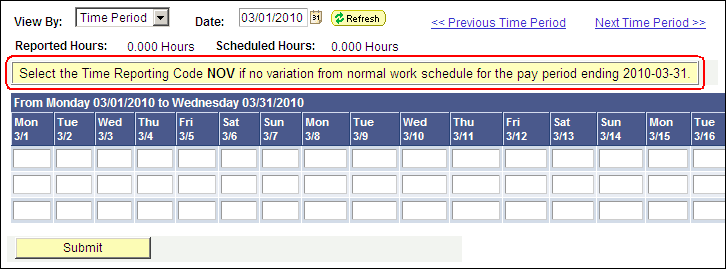 View By: Time Period Date: 03/01/2010 31 Refresh << Previous Time Period Next Time Period >>
Reported Hours: 0.000 Hours Scheduled Hours: 0.000 Hours
Select the Time Reporting Code NOV if no variation from normal work schedule for the pay period ending 2010-03-31.
From Monday 03/01/2010 to Wednesday 03/31/2010
Mon Tue Wed Thu Fri Sat Sun Mon Tue Wed Thu Fri Sat Sun Mon Tue
3/1 3/2 3/3 3/4 3/5 3/6 3/7 3/8 3/9 3/10 3/11 3/12 3/13 3/14 3/15 3/16
Submit